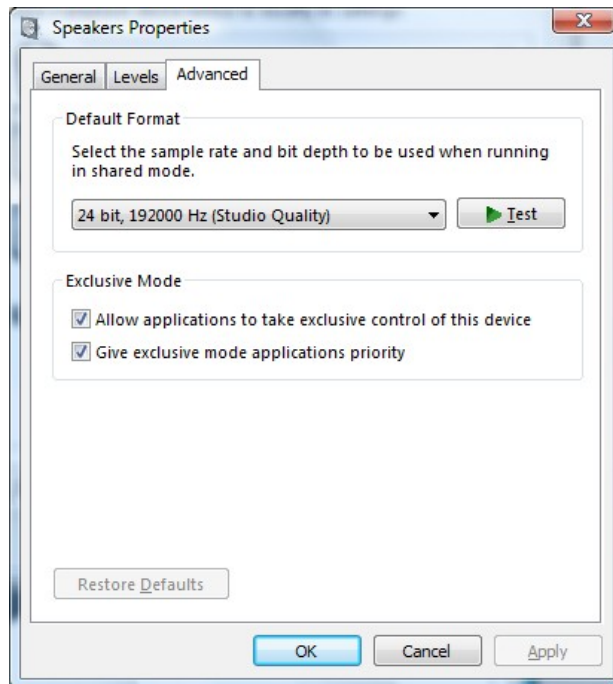 Speakers Properties
General Levels Advanced
Default Format
Select the sample rate and bit depth to be used when running
in shared mode.
24 bit, 192000 Hz (Studio Quality)
Test
Exclusive Mode
Allow applications to take exclusive control of this device
Give exclusive mode applications priority
Restore Defaults
OK Cancel Apply